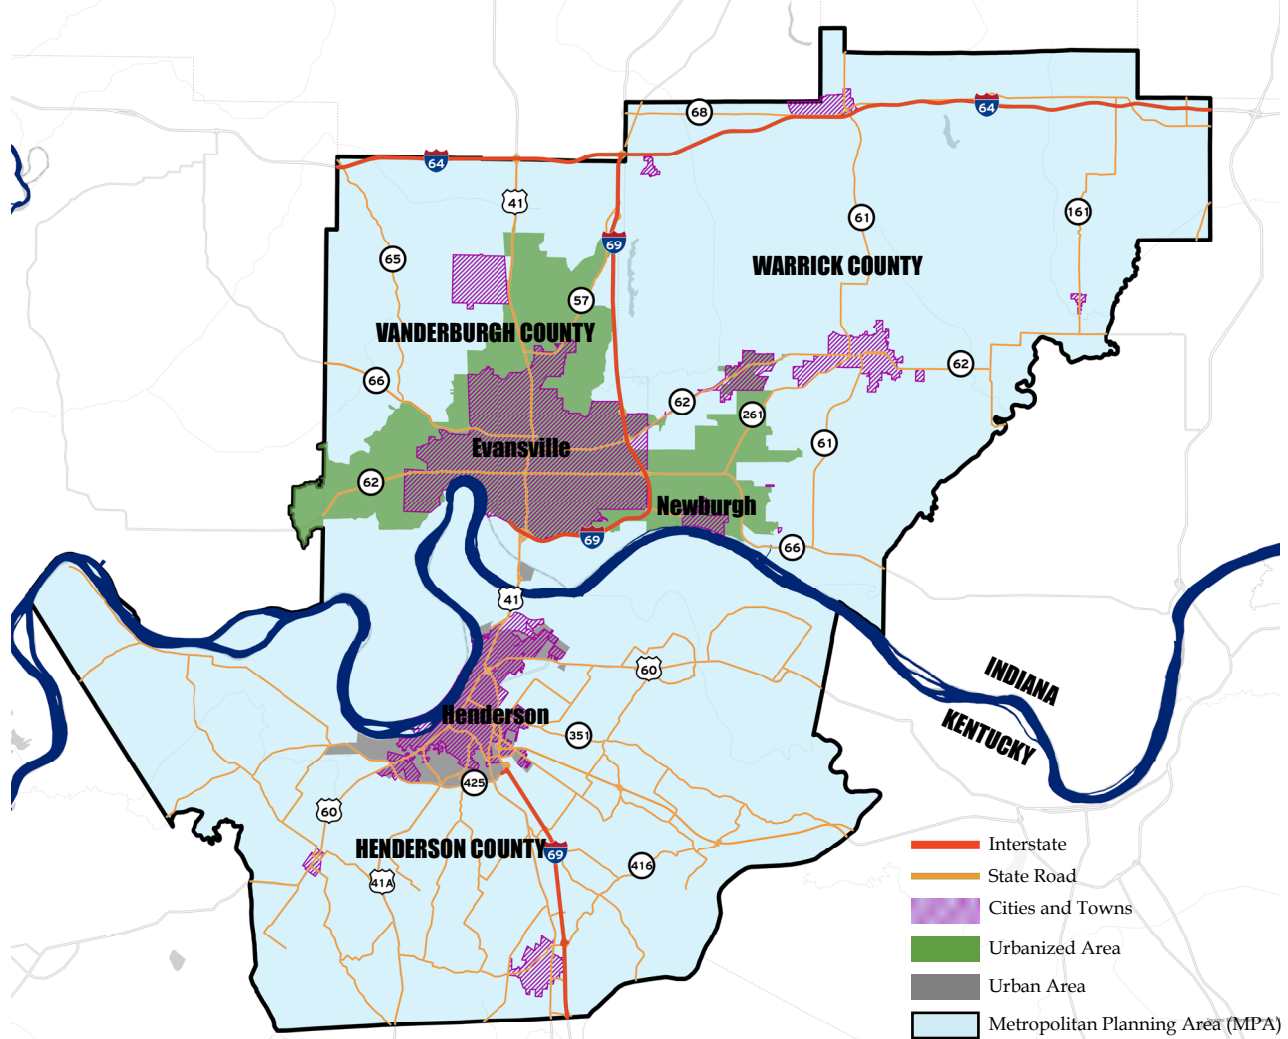 68
64
64
41
61
161
69
65
WARRICK COUNTY
57
VANDERBURGH COUNTY
66
62
62
261
61
Evansville
62
Newburgh
69
66
41
60
INDIANA
KENTUCKY
Henderson
351
425
60
HENDERSON COUNTY
69
416
41A
Interstate
State Road
Cities and Towns
Urbanized Area
Urban Area
Metropolitan Planning Area (MPA)